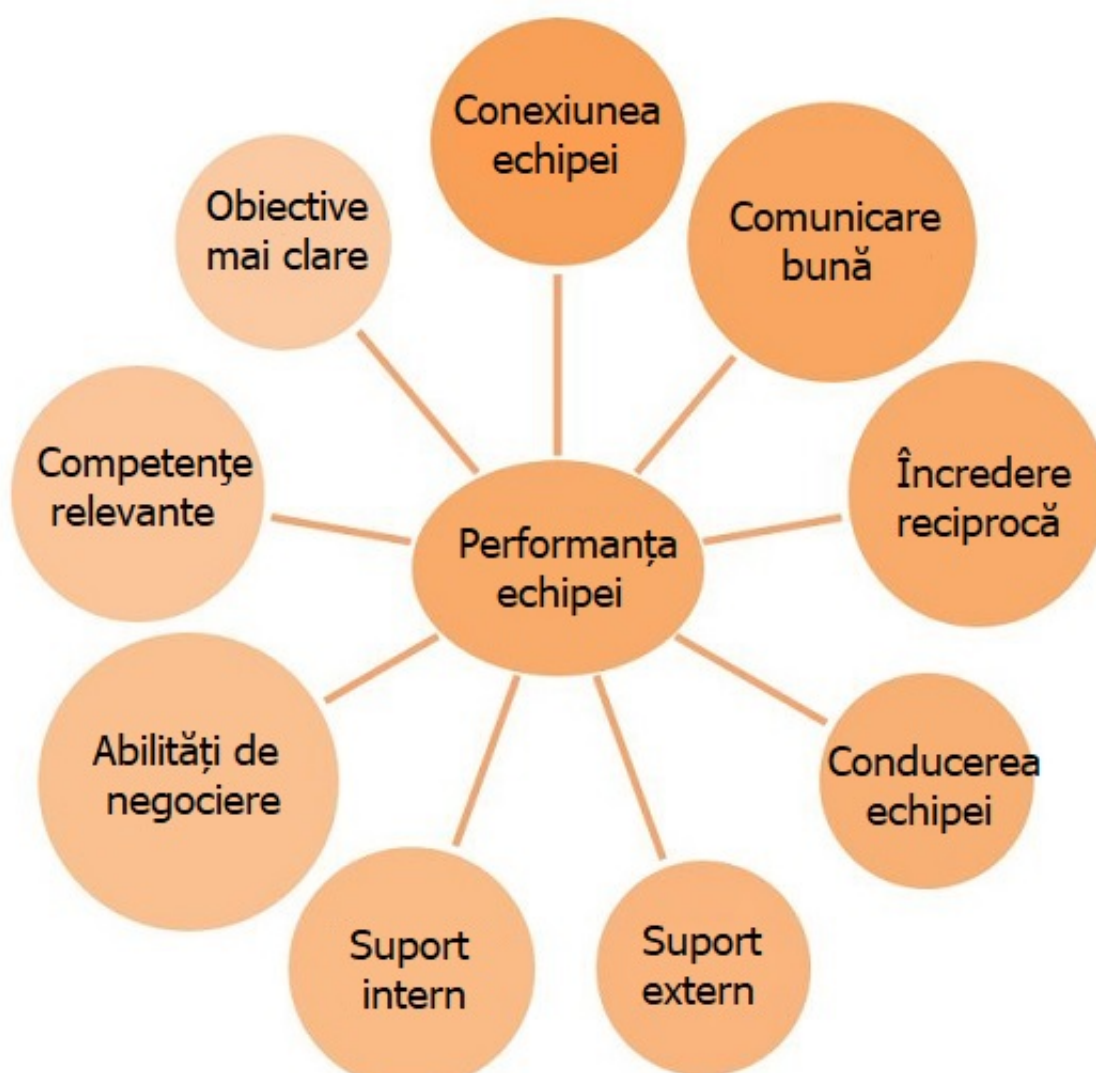 Conexiunea
echipei
Comunicare
bună
Încredere
reciprocă
Conducerea
echipei
Suport
extern
Suport
intern
Abilități de
negociere
Competenţe
relevante
Obiective
mai clare
Performanța
echipei